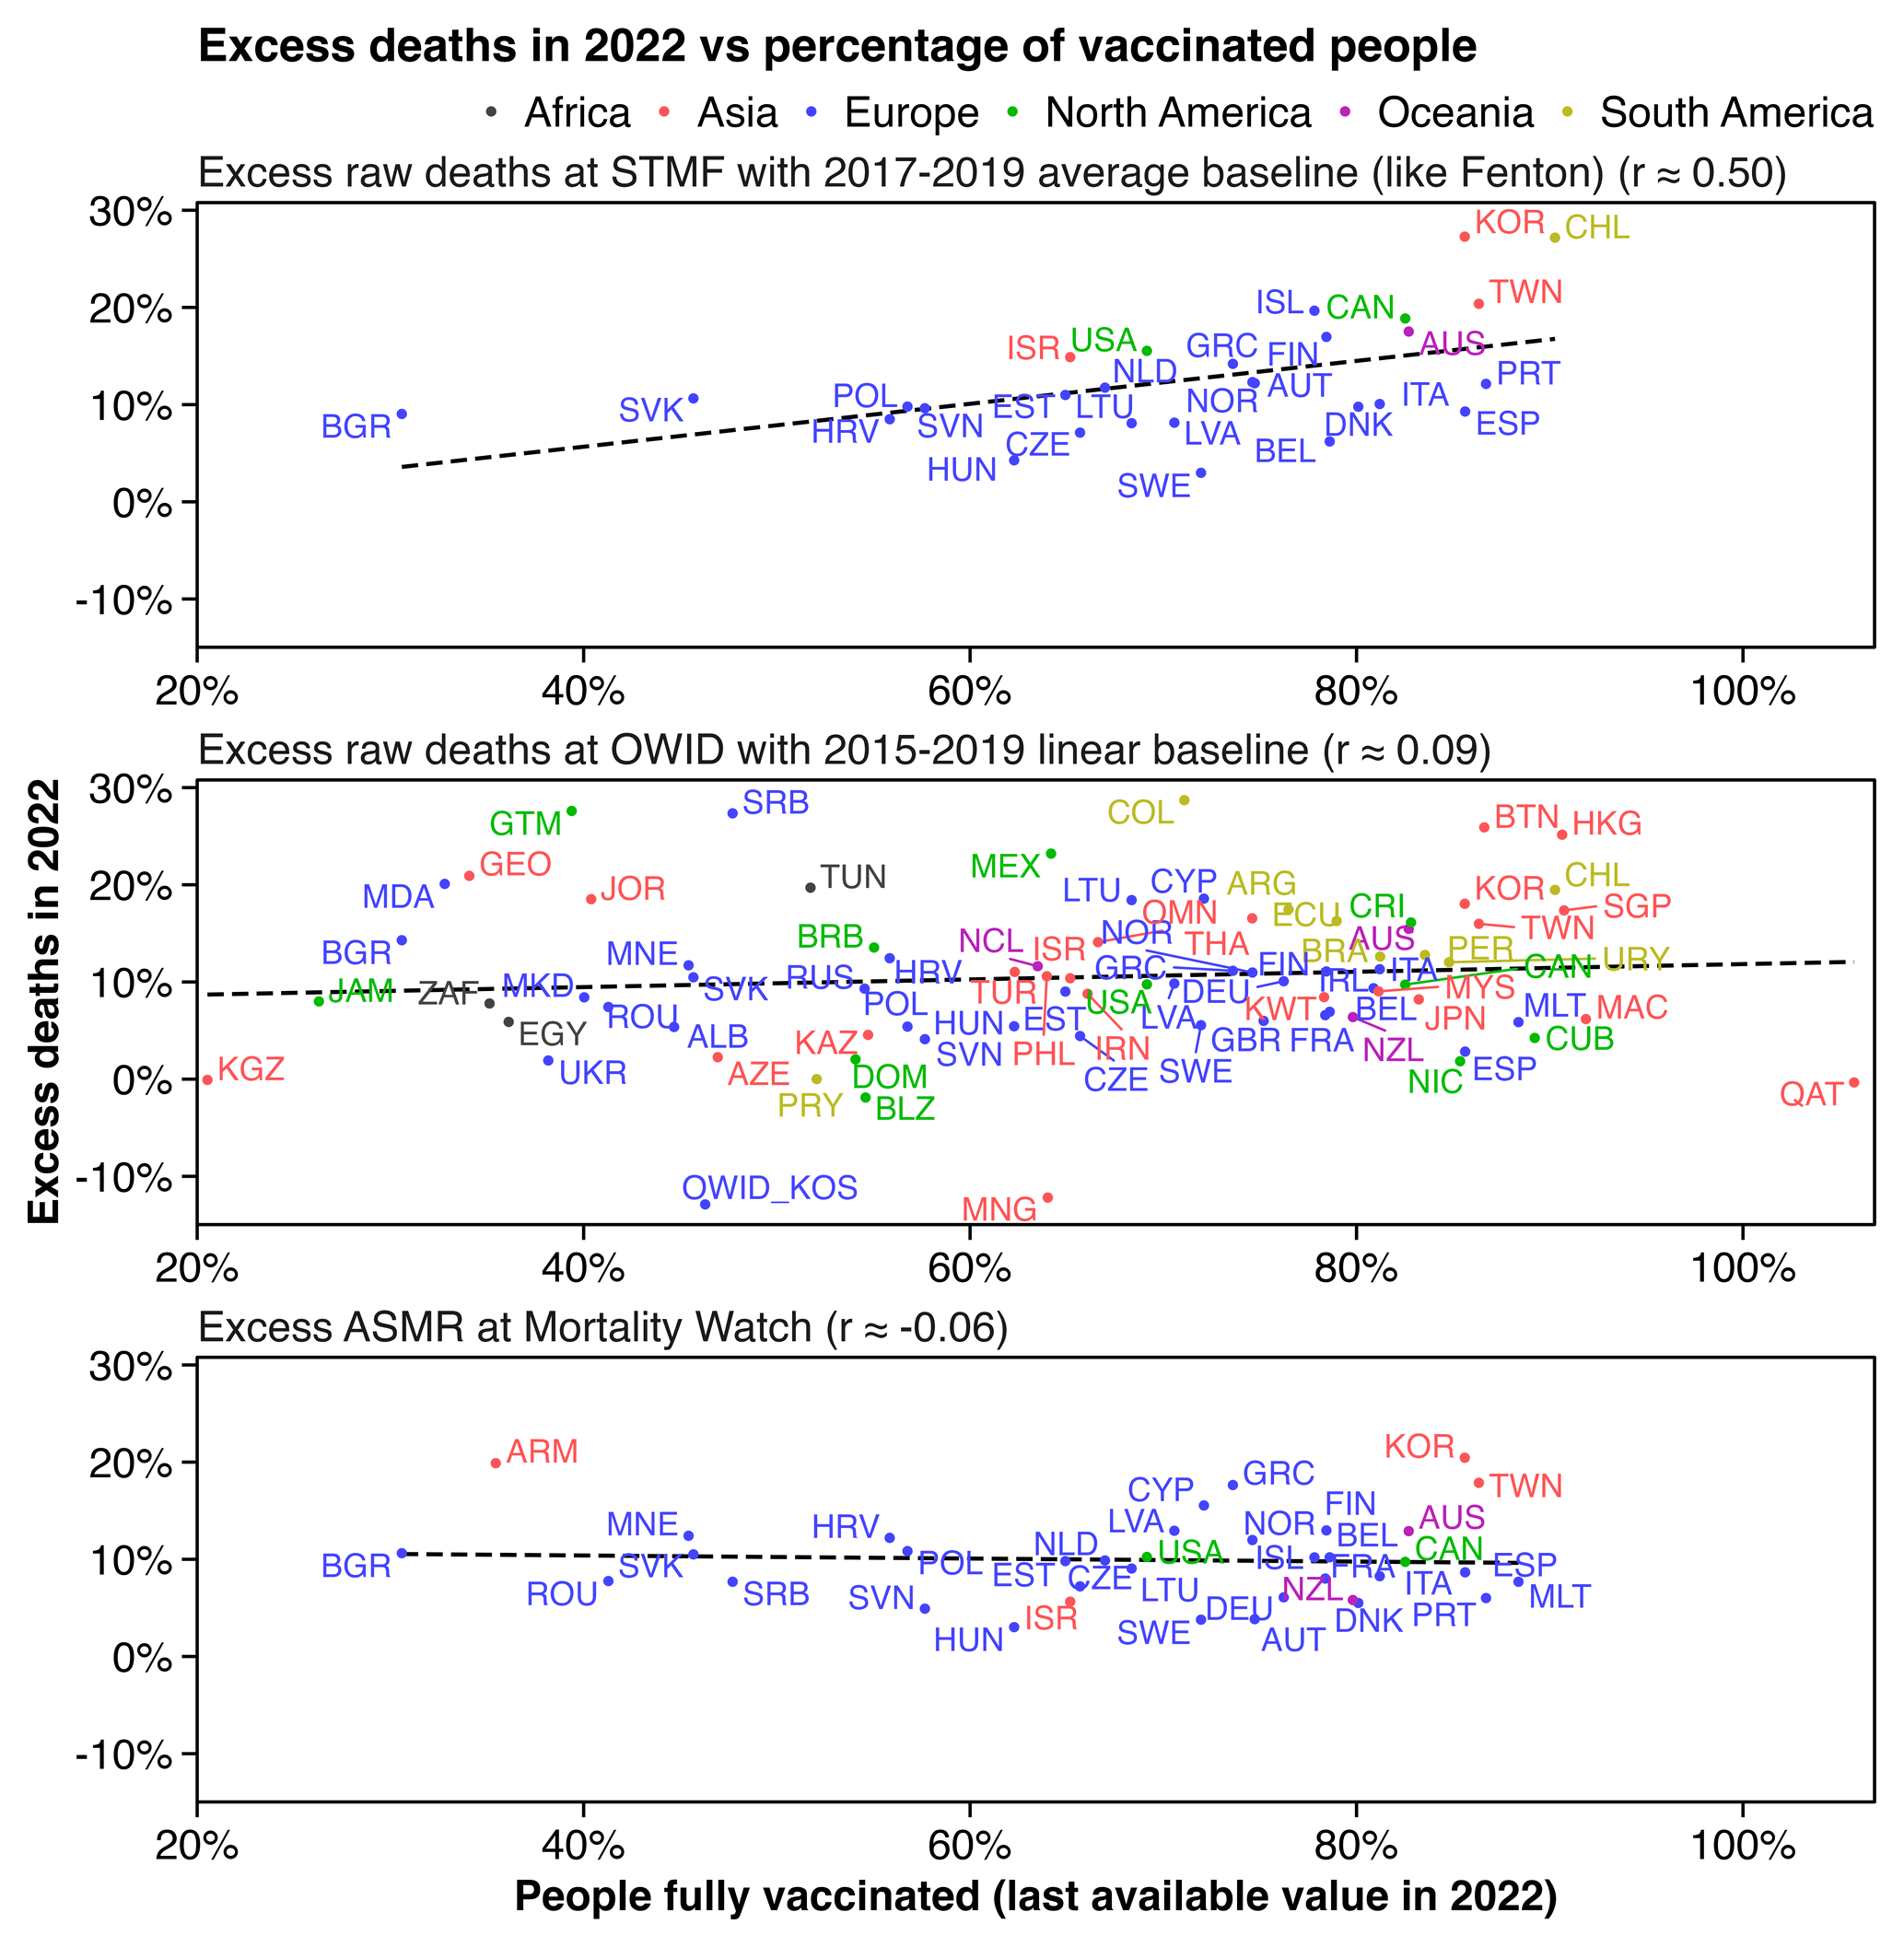 Excess deaths in 2022 vs percentage of vaccinated people
Africa Asia Europe North America Oceania South America
Excess raw deaths at STMF with 2017-2019 average baseline (like Fenton) (r ≈ 0.50)
30%
20%
10%
0%
-10%
KOR CHL
TWN
ISL CAN
AUS
ISR USA
GRC FIN
NLD
PRT
NOR AUT
ITA
ESP
DNK
BEL
BGR
SVK
POL
HRV SVN
EST LTU
CZE
LVA
HUN
SWE
20% 40% 60% 80% 100%
Excess deaths in 2022
Excess raw deaths at OWID with 2015-2019 linear baseline (r ≈ 0.09)
30%
20%
10%
0%
-10%
GTM
SRB
COL
BTN HKG
GEO
MDA
JOR
TUN
MEX
LTU CYP ARG
KOR CHL
SGP
OMN ECU CRI
TWN
BGR
MNE
BRB
NCL ISR NOR THA
AUS
BRA PER URY
JAM ZAF MKD
SVK
RUS HRV
TUR
GRC FIN
ITA CAN
EGY ROU
ALB
POL
USA DEU
IRL MYS
UKR
AZE
KAZ
HUN EST
LVA
KWT BEL
JPN MLT MAC
KGZ
DOM
SVN PHL IRN
GBR FRA
NZL
CUB
PRY
BLZ
CZE SWE
NIC ESP
QAT
OWID_KOS
MNG
20% 40% 60% 80% 100%
Excess ASMR at Mortality Watch (r ≈ -0.06)
30%
20%
10%
0%
-10%
ARM
KOR
TWN
CYP GRC
FIN
MNE
HRV
LVA
NOR BEL
AUS
BGR
SVK
POL
NLD
USA
ISL FRA
CAN
ROU
SRB
SVN
EST CZE
LTU
ITA ESP
MLT
ISR
DEU NZL
DNK PRT
HUN
SWE AUT
20% 40% 60% 80% 100%
People fully vaccinated (last available value in 2022)